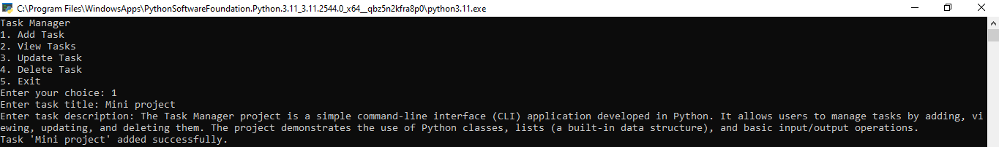 C:\Program Files\WindowsApps\PythonSoftwareFoundation.Python.3.11_3.11.2544.0_x64__qbz5n2kfra8p0\python3.11.exe
Task Manager
1. Add Task
2. View Tasks
3. Update Task
4. Delete Task
5. Exit
Enter your choice: 1
Enter task title: Mini project
Enter task description: The Task Manager project is a simple command-line interface (CLI) application developed in Python. It allows users to manage tasks by adding, vi
ewing, updating, and deleting them. The project demonstrates the use of Python classes, lists (a built-in data structure), and basic input/output operations.
Task 'Mini project' added successfully.